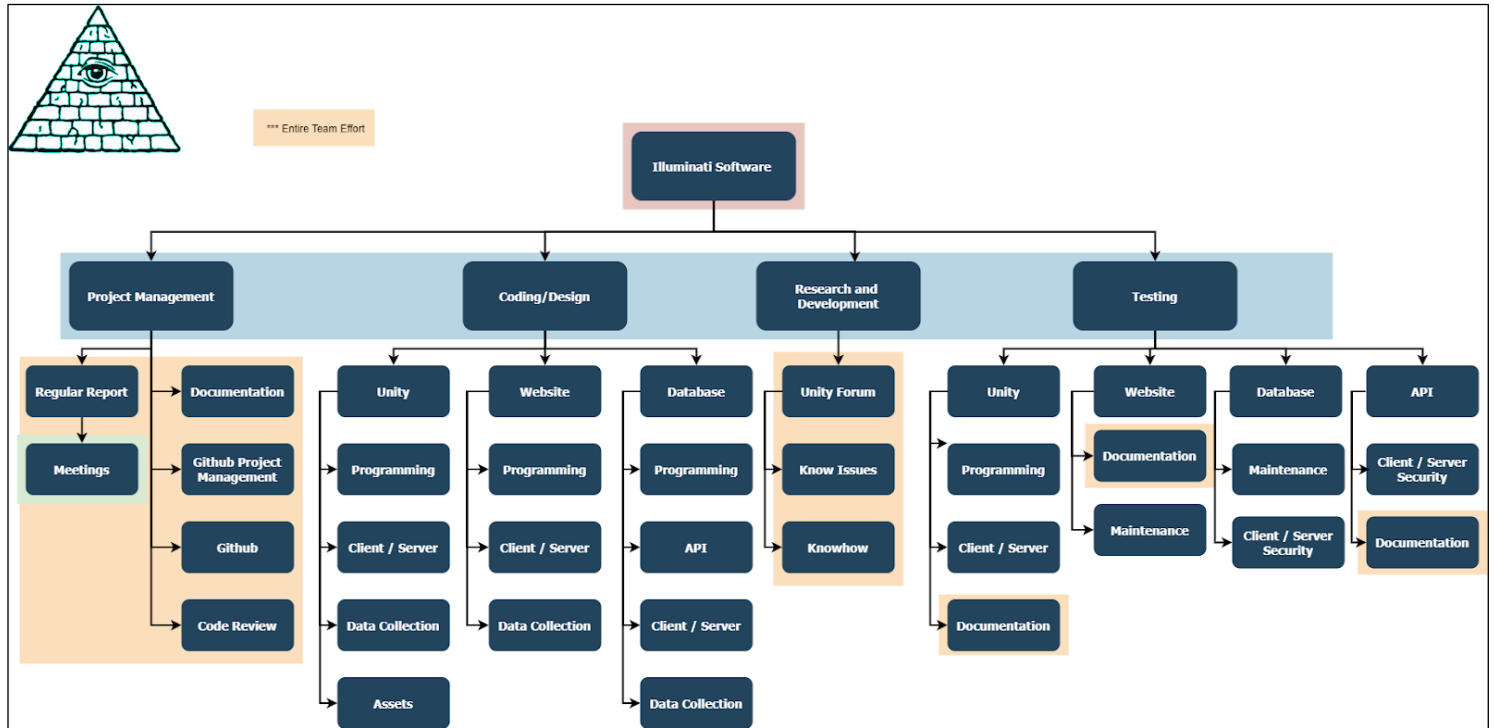 *** Entire Team Effort
Illuminati Software
Project Management
Coding/Design
Research and
Development
Testing
Regular Report
Documentation
Unity
Website
Database
Unity Forum
Unity
Website
Database
API
Meetings
Github Project
Management
Programming
Programming
Programming
Know Issues
Programming
Documentation
Maintenance
Client / Server
Security
Github
Client / Server
Client / Server
API
Knowhow
Client / Server
Maintenance
Client / Server
Security
Documentation
Code Review
Data Collection
Data Collection
Client / Server
Documentation
Assets
Data Collection